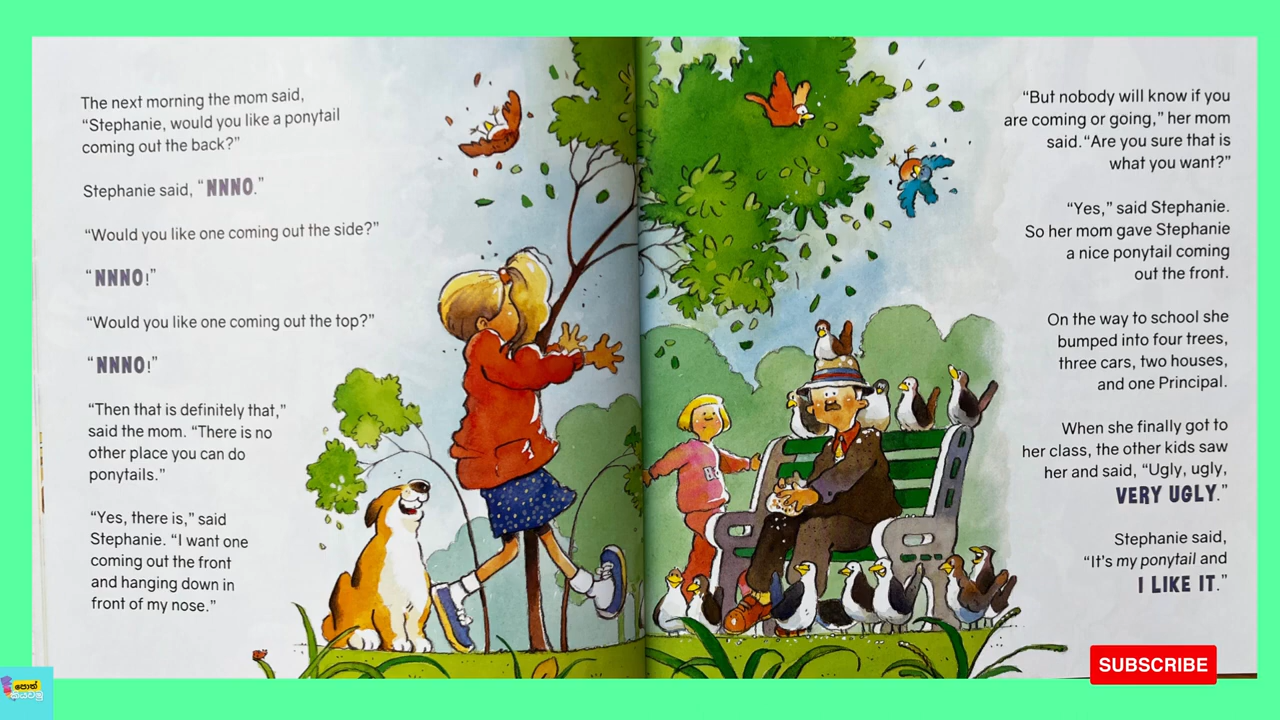 The next morning the mom said,
“Stephanie, would you like a ponytail
coming out the back?”
Stephanie said, “NNNO.”
“Would you like one coming out the side?”
“NNNO!”
“Would you like one coming out the top?”
“NNNO!”
“Then that is definitely that,”
said the mom. “There is no
other place you can do
ponytails.”
“Yes, there is,” said
Stephanie. “I want one
coming out the front
and hanging down in
front of my nose.”
“But nobody will know if you
are coming or going,” her mom
said.“Are you sure that is
what you want?”
“Yes,” said Stephanie.
So her mom gave Stephanie
a nice ponytail coming
out the front.
On the way to school she
bumped into four trees,
three cars, two houses,
and one Principal.
When she finally got to
her class, the other kids saw
her and said, “Ugly, ugly,
VERY UGLY.”
Stephanie said,
“It’s my ponytail and
I LIKE IT.”
SUBSCRIBE
පොත්